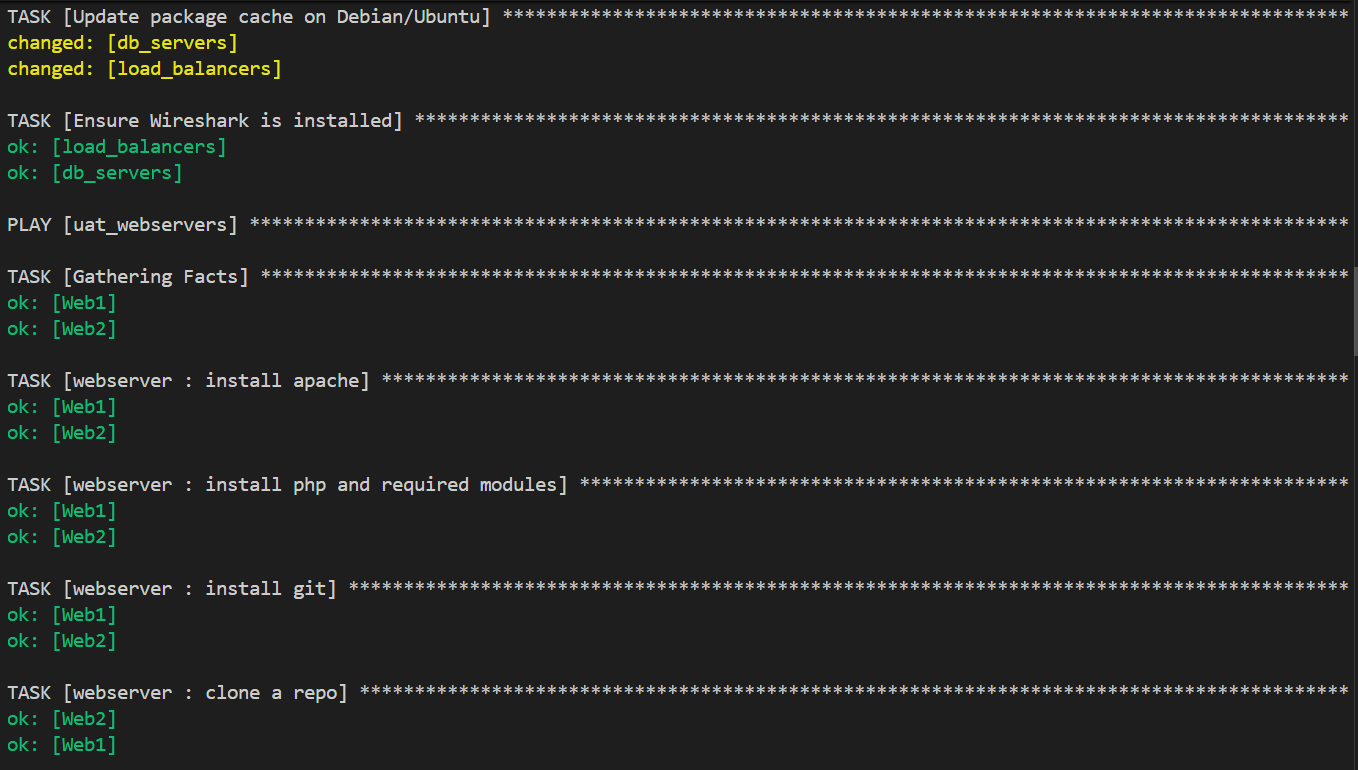 TASK [Update package cache on Debian/Ubuntu] *****************************************************************************
changed: [db_servers]
changed: [load_balancers]
TASK [Ensure Wireshark is installed] *************************************************************************************
ok: [load_balancers]
ok: [db_servers]
PLAY [uat_webservers] ****************************************************************************************************
TASK [Gathering Facts] ***************************************************************************************************
ok: [Web1]
ok: [Web2]
TASK [webserver : install apache] ****************************************************************************************
ok: [Web1]
ok: [Web2]
TASK [webserver : install php and required modules] **********************************************************************
ok: [Web1]
ok: [Web2]
TASK [webserver : install git] *******************************************************************************************
ok: [Web1]
ok: [Web2]
TASK [webserver : clone a repo] ******************************************************************************************
ok: [Web2]
ok: [Web1]